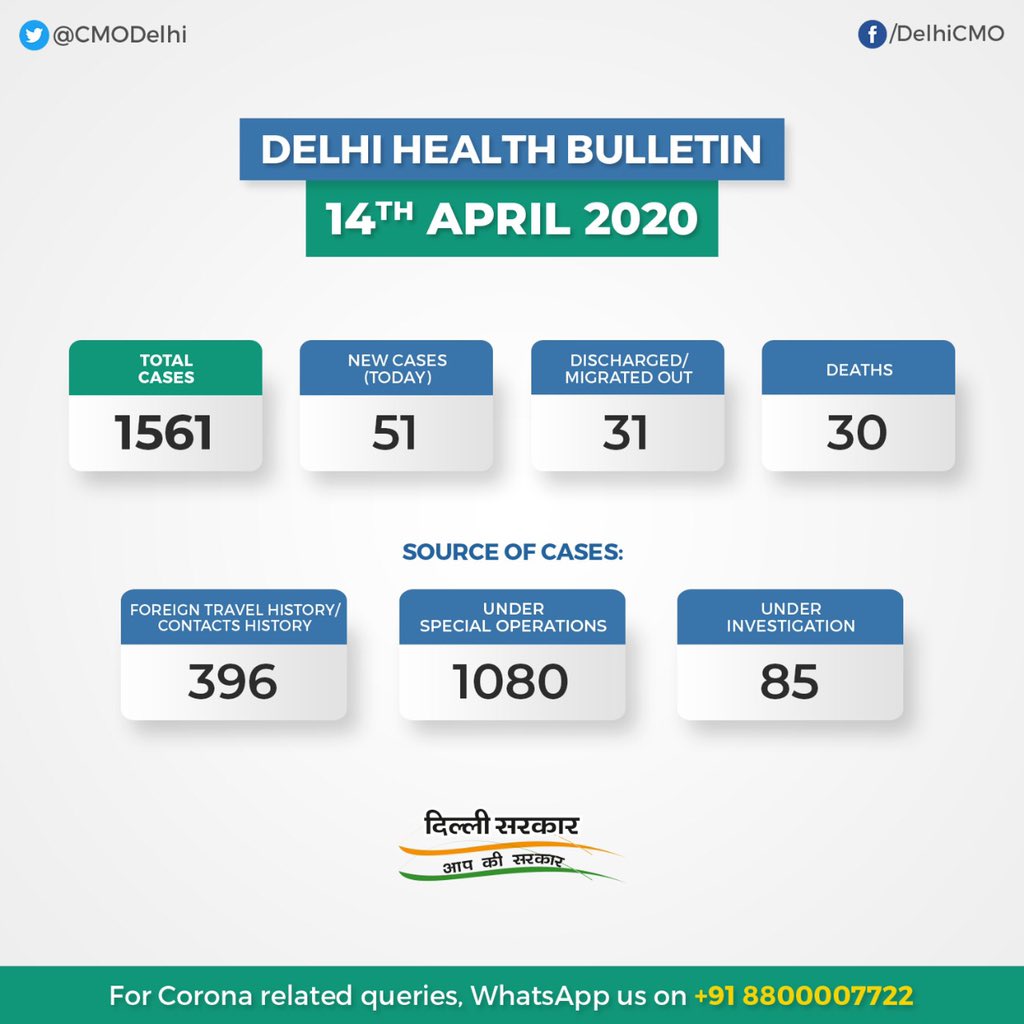 @CMODelhi
/DelhiCMO
DELHI HEALTH BULLETIN
14TH APRIL 2020
TOTAL
CASES
1561
NEW CASES
(TODAY)
51
DISCHARGED/
MIGRATED OUT
31
DEATHS
30
SOURCE OF CASES:
FOREIGN TRAVEL HISTORY/
CONTACTS HISTORY
396
UNDER
SPECIAL OPERATIONS
1080
UNDER
INVESTIGATION
85
दिल्ली सरकार
आप की सरकार
For Corona related queries, WhatsApp us on +91 8800007722